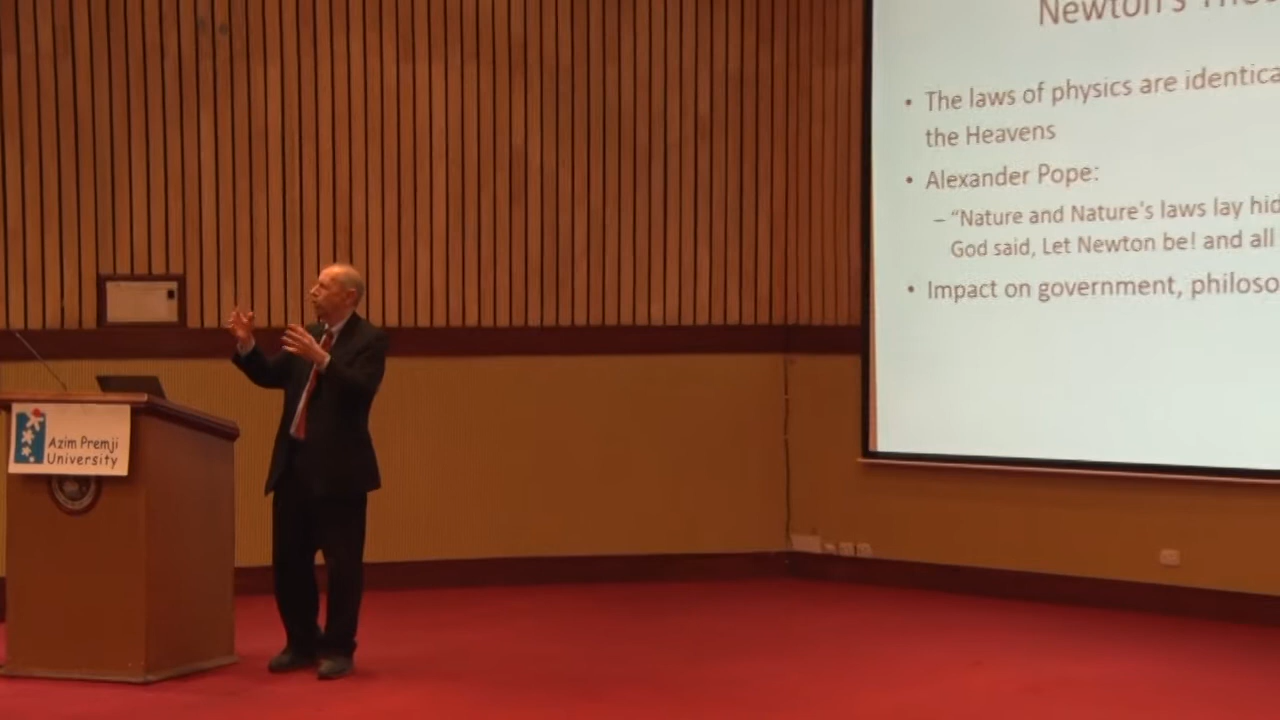 Newton's
The laws of physics are identica
the Heavens
Alexander Pope:
– "Nature and Nature's laws lay hid
God said, Let Newton be! and all
Impact on government, philoso
Azim Premji
University